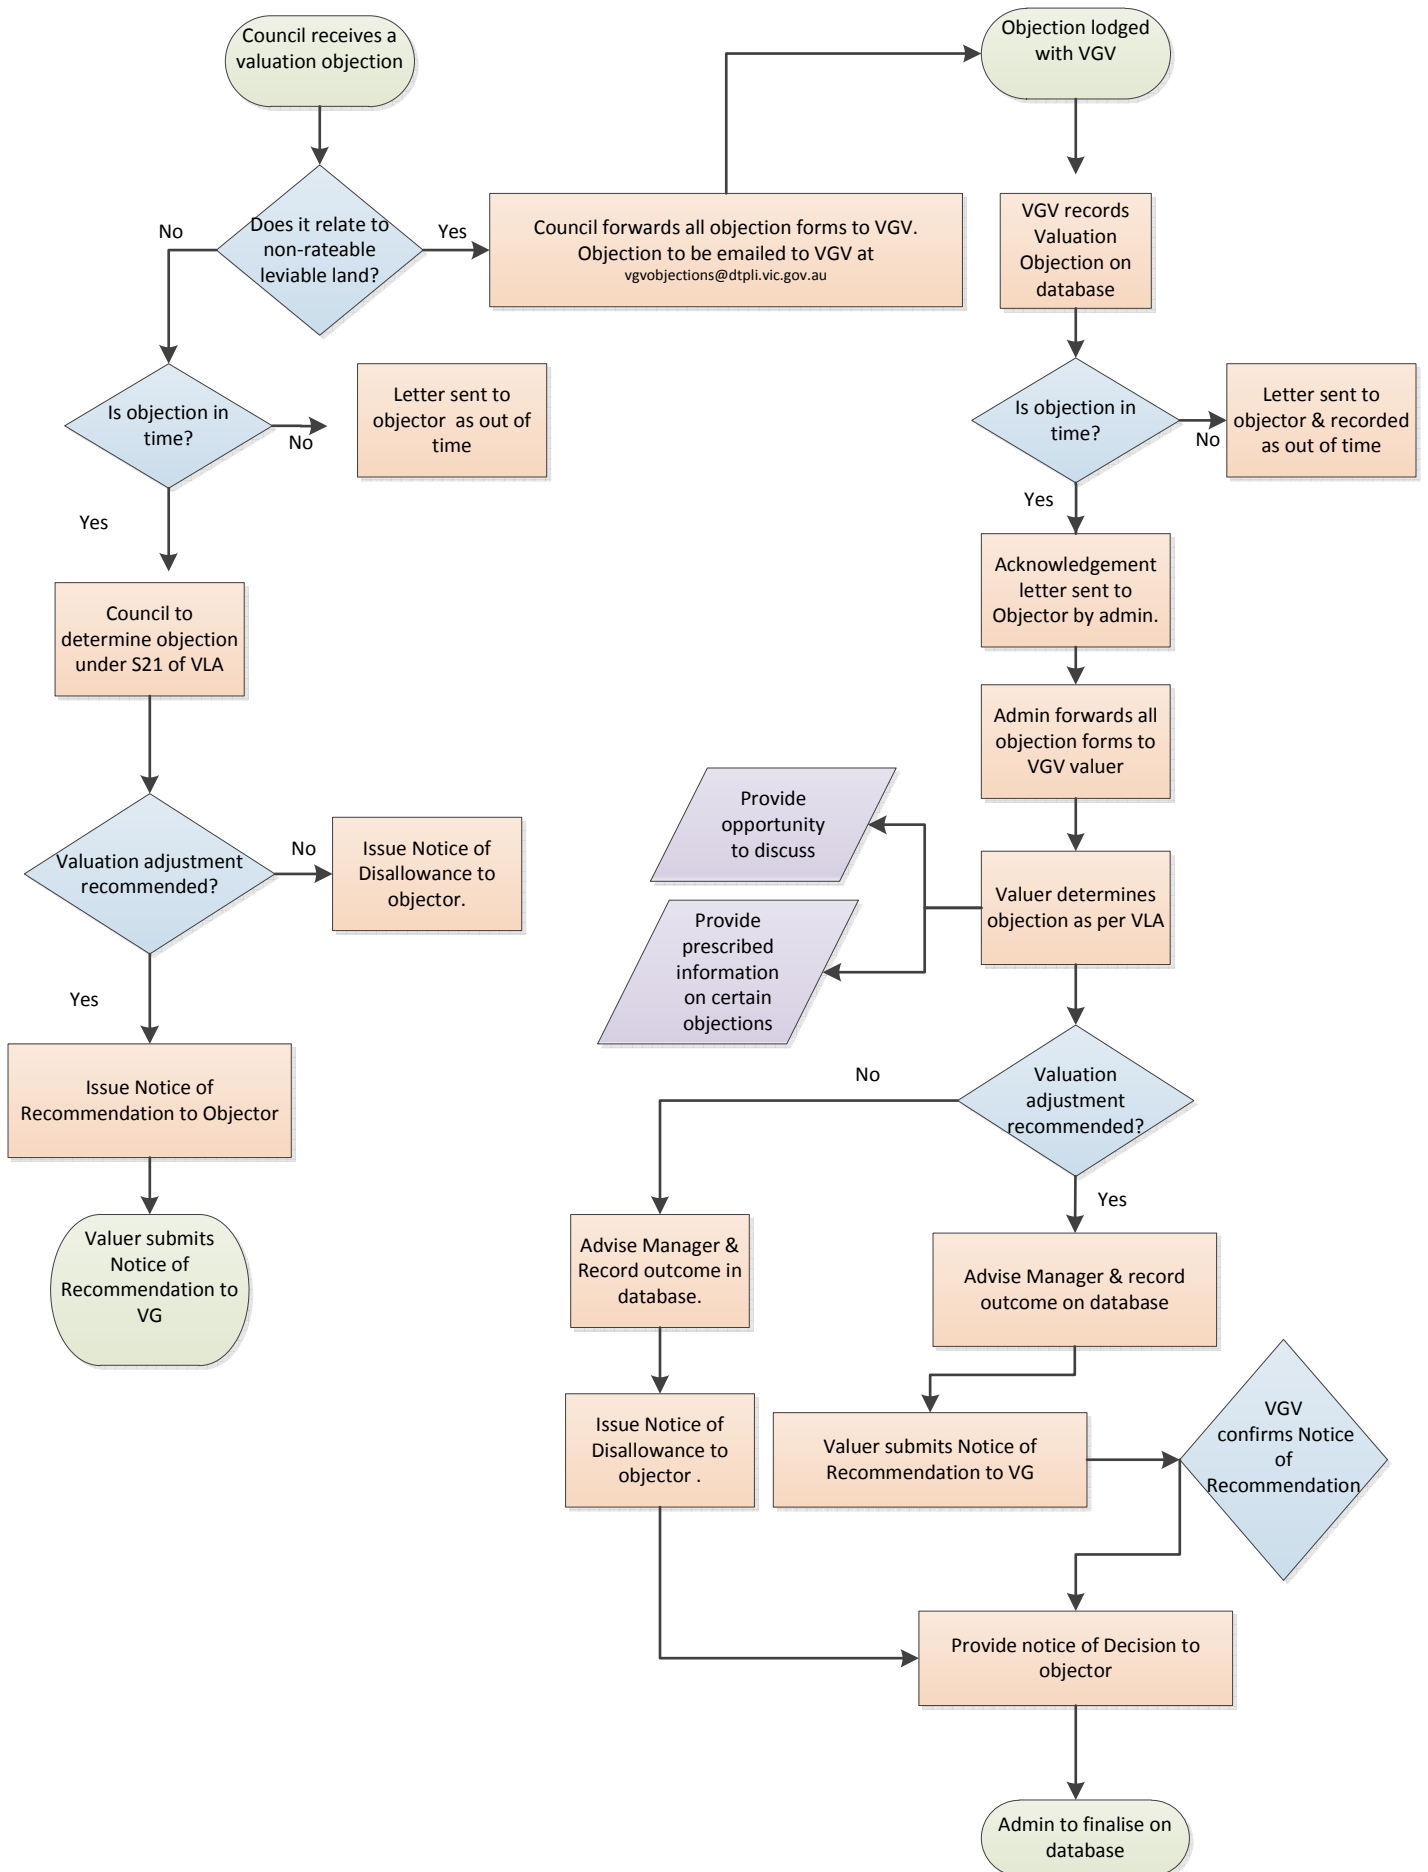 Council receives a
valuation objection
Objection lodged
with VGV
Does it relate to
non-rateable
leviable land?
No
Yes
Council forwards all objection forms to VGV.
Objection to be emailed to VGV at
vgvobjections@dtpli.vic.gov.au
VGV records
Valuation
Objection on
database
Is objection in
time?
No
Letter sent to
objector as out of
time
Is objection in
time?
No
Letter sent to
objector & recorded
as out of time
Yes
Yes
Council to
determine objection
under S21 of VLA
Acknowledgement
letter sent to
Objector by admin.
Admin forwards all
objection forms to
VGV valuer
Provide
opportunity
to discuss
Valuation adjustment
recommended?
No
Issue Notice of
Disallowance to
objector.
Valuer determines
objection as per VLA
Provide
prescribed
information
on certain
objections
Yes
Issue Notice of
Recommendation to Objector
No
Valuation
adjustment
recommended?
Yes
Valuer submits
Notice of
Recommendation to
VG
Advise Manager &
Record outcome in
database.
Advise Manager & record
outcome on database
Issue Notice of
Disallowance to
objector .
Valuer submits Notice of
Recommendation to VG
VGV
confirms Notice
of
Recommendation
Provide notice of Decision to
objector
Admin to finalise on
database